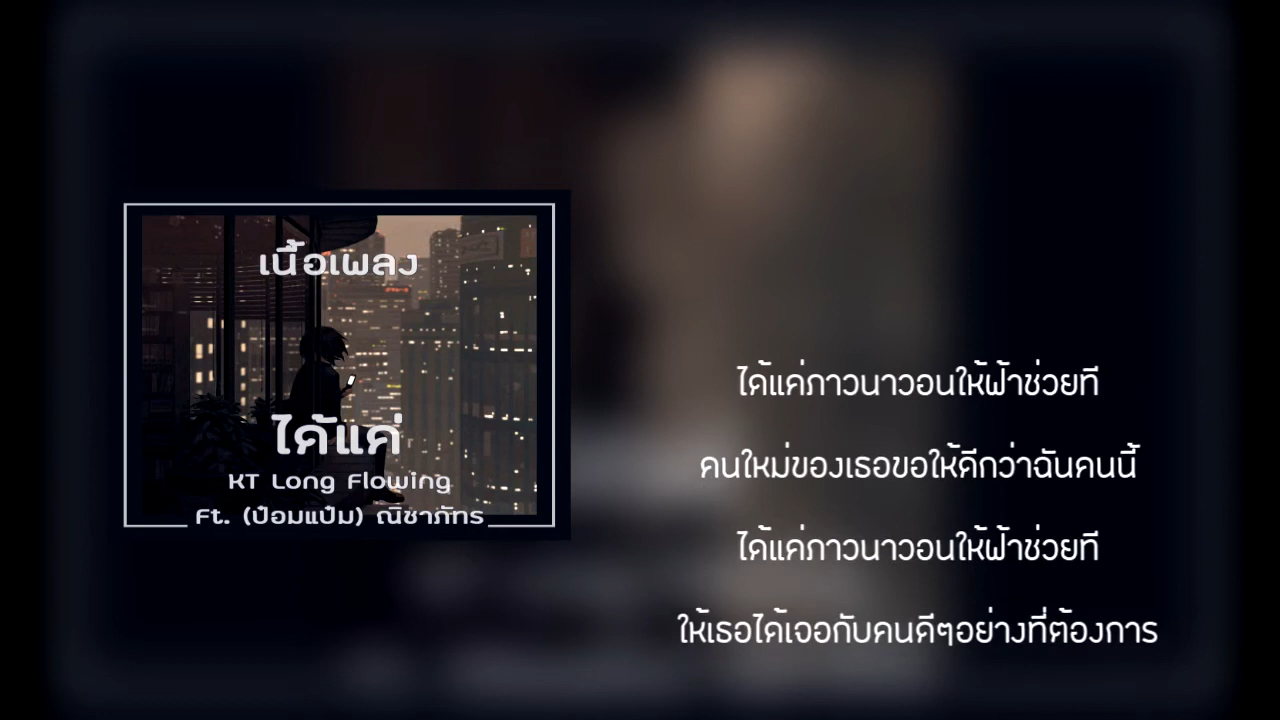 เนื้อเพลง
ได้แค่
KT Long Flowing
Ft. (ป๋อมแป๋ม) ณิชาภัทร
ได้แค่ภาวนาวอนให้ฟ้าช่วยที
คนใหม่ของเธอขอให้ดีกว่าฉันคนนี้
ได้แค่ภาวนาวอนให้ฟ้าช่วยที
ให้เธอได้เจอกับคนดีๆอย่างที่ต้องการ